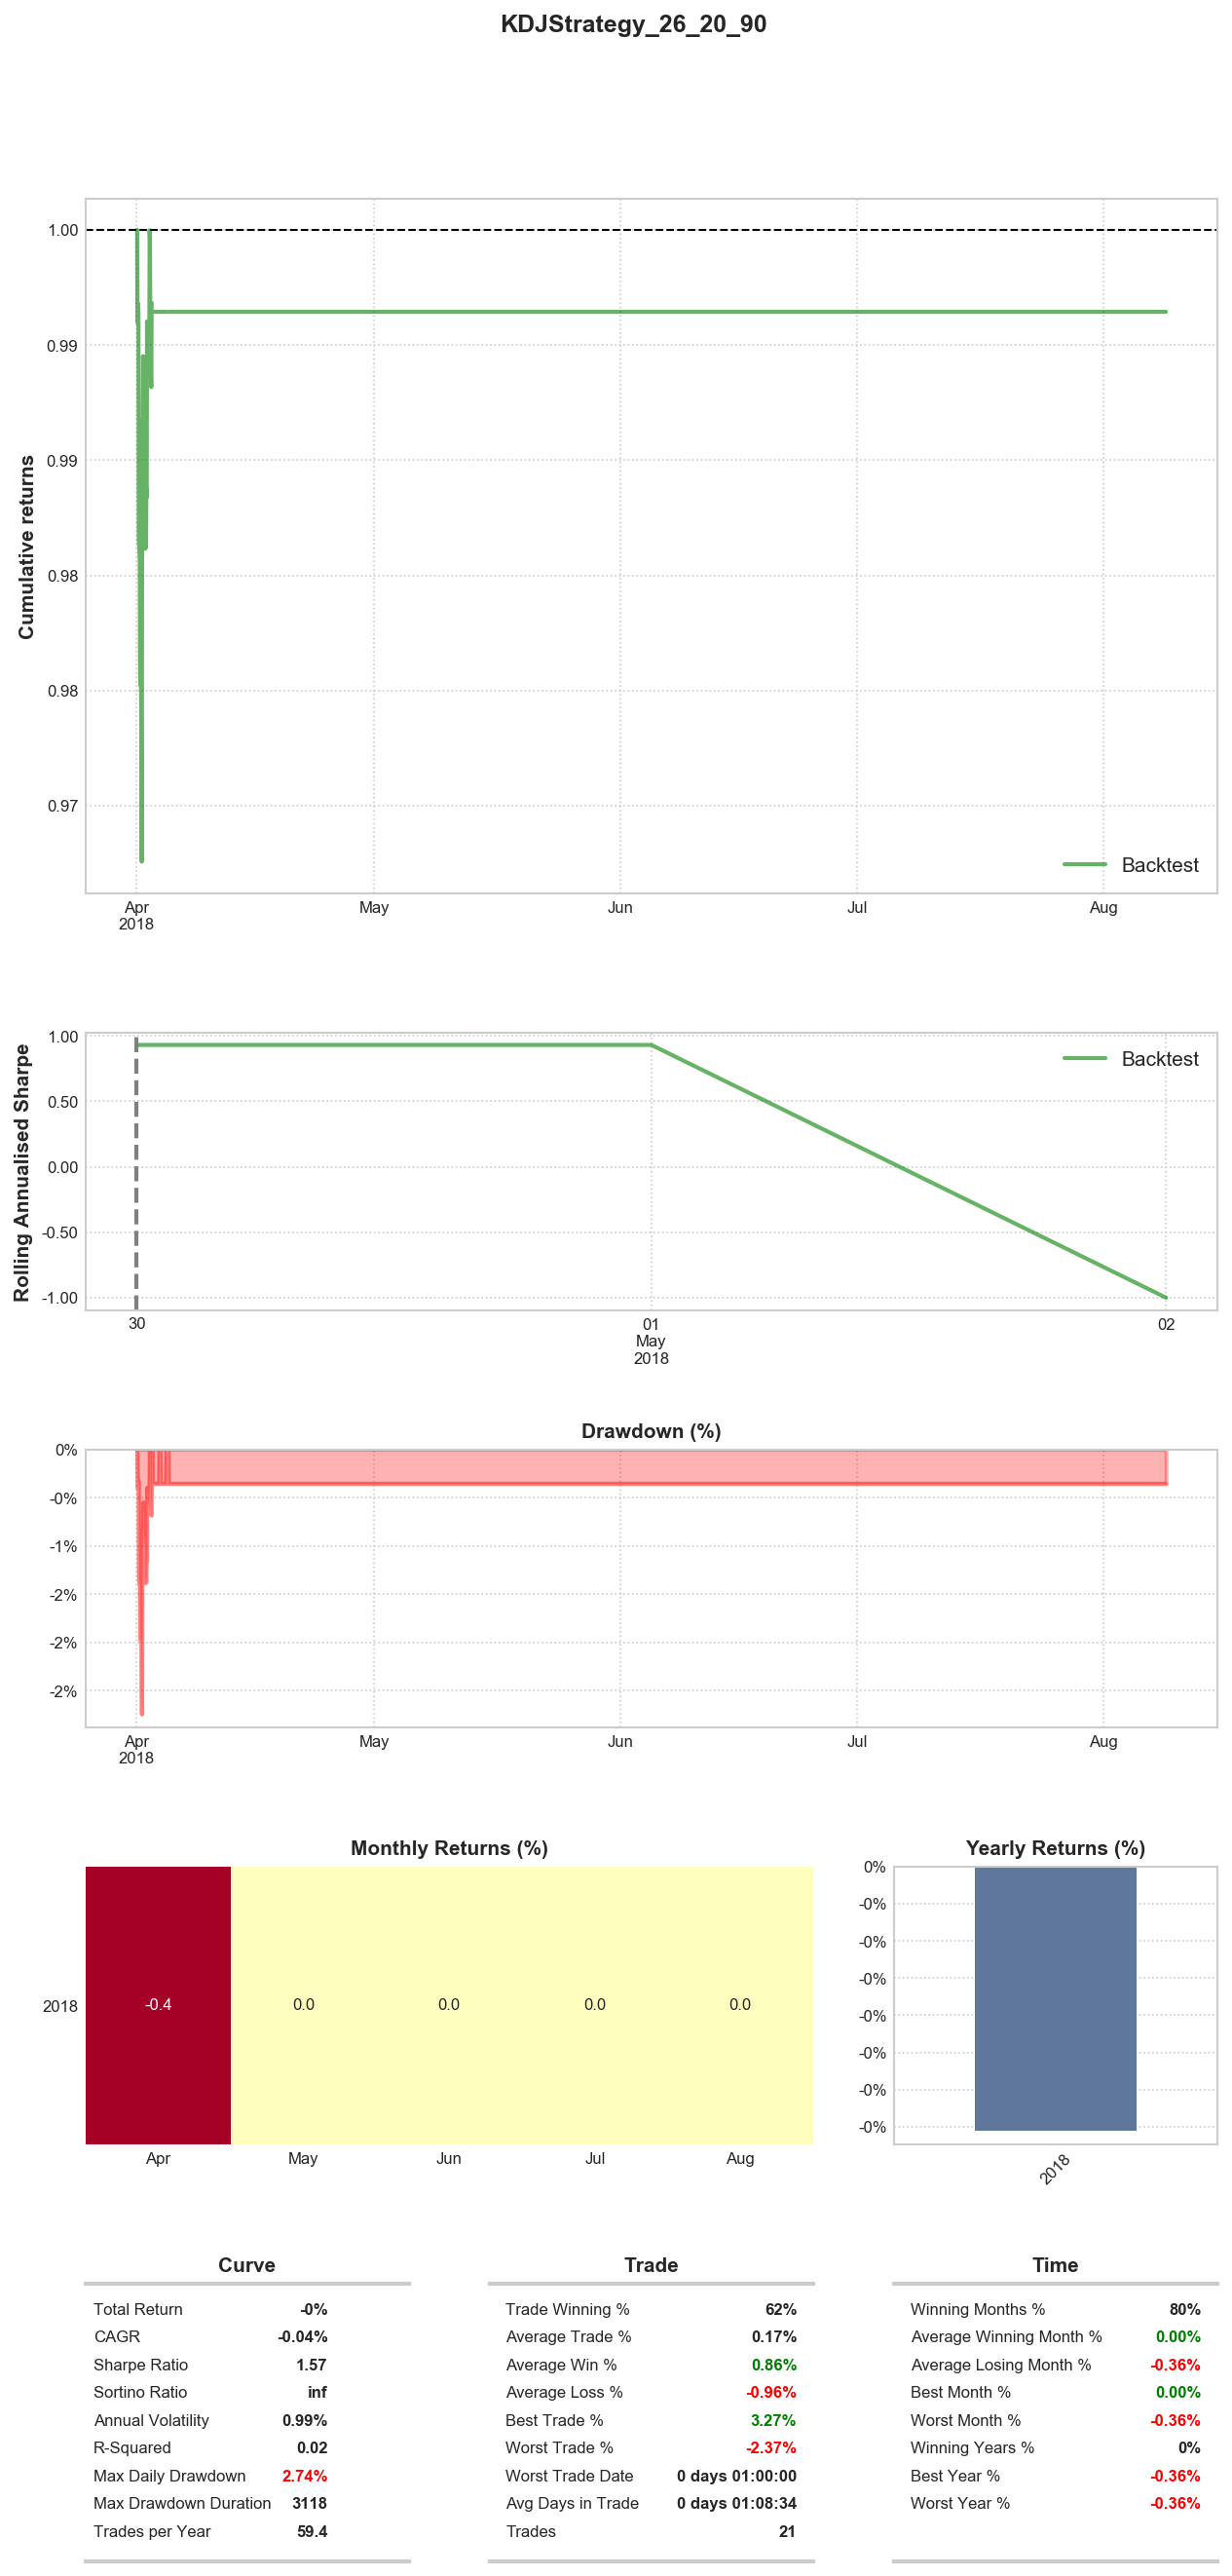 KDJStrategy_26_20_90
Cumulative returns
1.00
0.99
0.99
0.98
0.98
0.97
Backtest
Apr May Jun Jul Aug
2018
Rolling Annualised Sharpe
1.00
0.50
0.00
-0.50
-1.00
Backtest
30 01 02
May
2018
Drawdown (%)
0%
-0%
-1%
-2%
-2%
-2%
Apr May Jun Jul Aug
2018
Monthly Returns (%)
2018
-0.4 0.0 0.0 0.0 0.0
Apr May Jun Jul Aug
Yearly Returns (%)
0%
-0%
-0%
-0%
-0%
-0%
-0%
-0%
2018
Curve
Total Return -0%
CAGR -0.04%
Sharpe Ratio 1.57
Sortino Ratio inf
Annual Volatility 0.99%
R-Squared 0.02
Max Daily Drawdown 2.74%
Max Drawdown Duration 3118
Trades per Year 59.4
Trade
Trade Winning % 62%
Average Trade % 0.17%
Average Win % 0.86%
Average Loss % -0.96%
Best Trade % 3.27%
Worst Trade % -2.37%
Worst Trade Date 0 days 01:00:00
Avg Days in Trade 0 days 01:08:34
Trades 21
Time
Winning Months % 80%
Average Winning Month % 0.00%
Average Losing Month % -0.36%
Best Month % 0.00%
Worst Month % -0.36%
Winning Years % 0%
Best Year % -0.36%
Worst Year % -0.36%